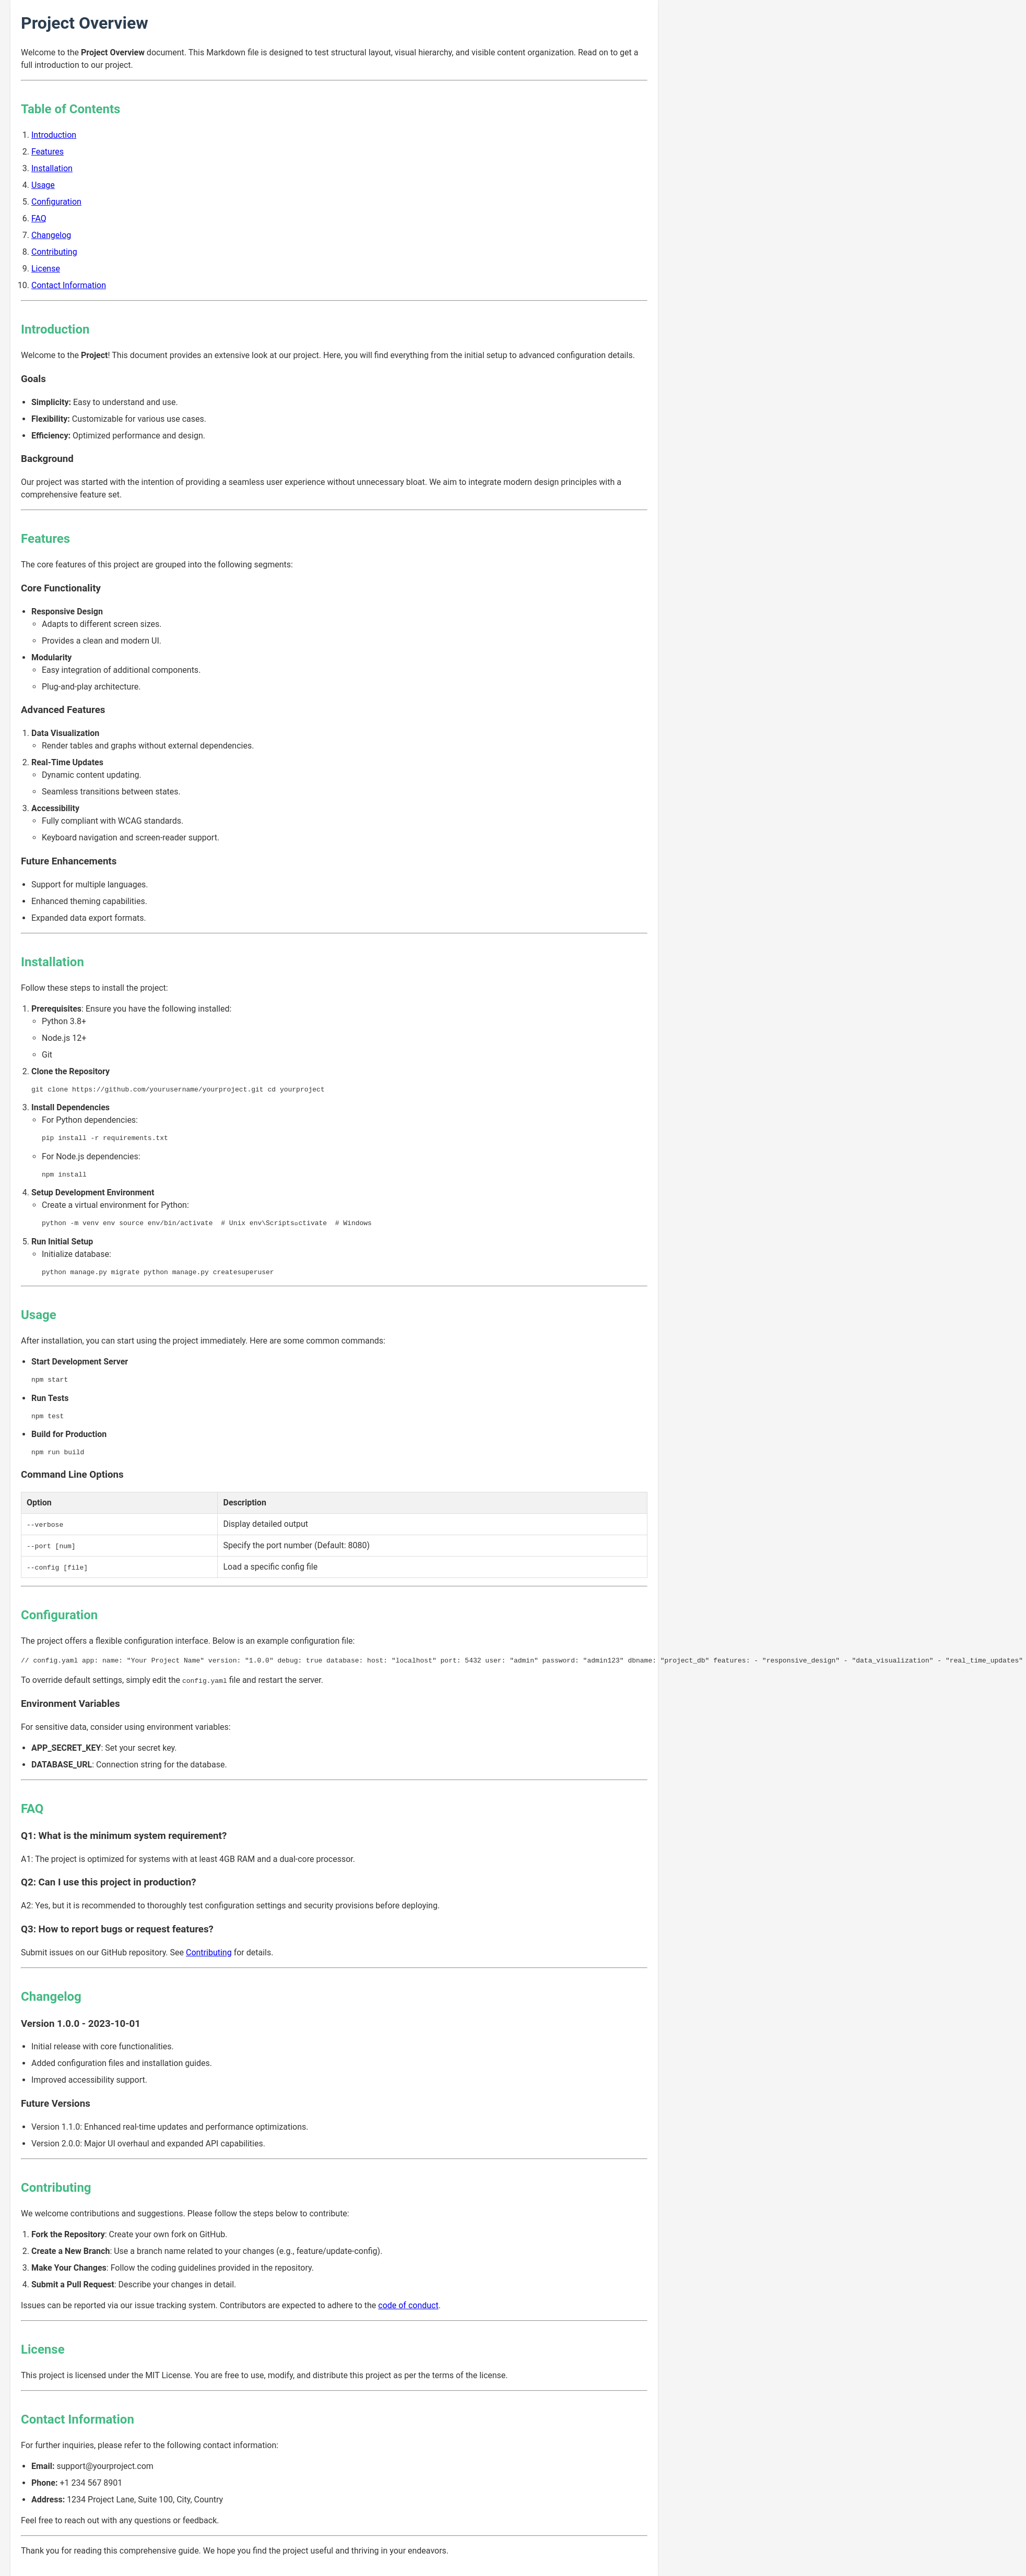 Project Overview
Welcome to the Project Overview document. This Markdown file is designed to test structural layout, visual hierarchy, and visible content organization. Read on to get a
full introduction to our project.
Table of Contents
1. Introduction
2. Features
3. Installation
4. Usage
5. Configuration
6. FAQ
7. Changelog
8. Contributing
9. License
10. Contact Information
Introduction
Welcome to the Project! This document provides an extensive look at our project. Here, you will find everything from the initial setup to advanced configuration details.
Goals
• Simplicity: Easy to understand and use.
• Flexibility: Customizable for various use cases.
• Efficiency: Optimized performance and design.
Background
Our project was started with the intention of providing a seamless user experience without unnecessary bloat. We aim to integrate modern design principles with a
comprehensive feature set.
Features
The core features of this project are grouped into the following segments:
Core Functionality
• Responsive Design
◦ Adapts to different screen sizes.
◦ Provides a clean and modern UI.
• Modularity
◦ Easy integration of additional components.
◦ Plug-and-play architecture.
Advanced Features
1. Data Visualization
◦ Render tables and graphs without external dependencies.
2. Real-Time Updates
◦ Dynamic content updating.
◦ Seamless transitions between states.
3. Accessibility
◦ Fully compliant with WCAG standards.
◦ Keyboard navigation and screen-reader support.
Future Enhancements
• Support for multiple languages.
• Enhanced theming capabilities.
• Expanded data export formats.
Installation
Follow these steps to install the project:
1. Prerequisites: Ensure you have the following installed:
◦ Python 3.8+
◦ Node.js 12+
◦ Git
2. Clone the Repository
git clone https://github.com/yourusername/yourproject.git cd yourproject
3. Install Dependencies
◦ For Python dependencies:
pip install -r requirements.txt
◦ For Node.js dependencies:
npm install
4. Setup Development Environment
◦ Create a virtual environment for Python:
python -m venv env source env/bin/activate  # Unix env\Scripts□ctivate  # Windows
5. Run Initial Setup
◦ Initialize database:
python manage.py migrate python manage.py createsuperuser
Usage
After installation, you can start using the project immediately. Here are some common commands:
• Start Development Server
npm start
• Run Tests
npm test
• Build for Production
npm run build
Command Line Options
Option Description
--verbose Display detailed output
--port [num] Specify the port number (Default: 8080)
--config [file] Load a specific config file
Configuration
The project offers a flexible configuration interface. Below is an example configuration file:
// config.yaml app: name: "Your Project Name" version: "1.0.0" debug: true database: host: "localhost" port: 5432 user: "admin" password: "admin123" dbname: "project_db" features: - "responsive_design" - "data_visualization" - "real_time_updates"
To override default settings, simply edit the config.yaml file and restart the server.
Environment Variables
For sensitive data, consider using environment variables:
• APP_SECRET_KEY: Set your secret key.
• DATABASE_URL: Connection string for the database.
FAQ
Q1: What is the minimum system requirement?
A1: The project is optimized for systems with at least 4GB RAM and a dual-core processor.
Q2: Can I use this project in production?
A2: Yes, but it is recommended to thoroughly test configuration settings and security provisions before deploying.
Q3: How to report bugs or request features?
Submit issues on our GitHub repository. See Contributing for details.
Changelog
Version 1.0.0 - 2023-10-01
• Initial release with core functionalities.
• Added configuration files and installation guides.
• Improved accessibility support.
Future Versions
• Version 1.1.0: Enhanced real-time updates and performance optimizations.
• Version 2.0.0: Major UI overhaul and expanded API capabilities.
Contributing
We welcome contributions and suggestions. Please follow the steps below to contribute:
1. Fork the Repository: Create your own fork on GitHub.
2. Create a New Branch: Use a branch name related to your changes (e.g., feature/update-config).
3. Make Your Changes: Follow the coding guidelines provided in the repository.
4. Submit a Pull Request: Describe your changes in detail.
Issues can be reported via our issue tracking system. Contributors are expected to adhere to the code of conduct.
License
This project is licensed under the MIT License. You are free to use, modify, and distribute this project as per the terms of the license.
Contact Information
For further inquiries, please refer to the following contact information:
• Email: support@yourproject.com
• Phone: +1 234 567 8901
• Address: 1234 Project Lane, Suite 100, City, Country
Feel free to reach out with any questions or feedback.
Thank you for reading this comprehensive guide. We hope you find the project useful and thriving in your endeavors.